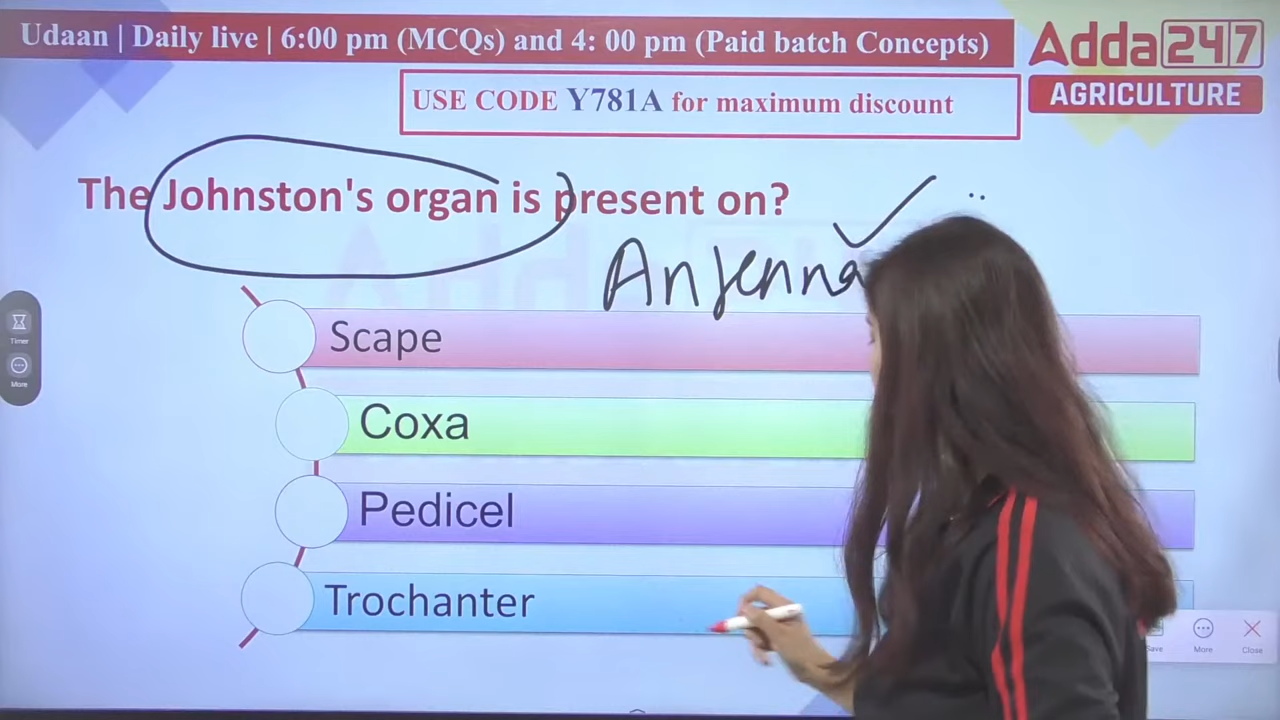 Udaan | Daily live | 6:00 pm (MCQs) and 4: 00 pm (Paid batch Concepts)
Adda247
AGRICULTURE
USE CODE Y781A for maximum discount
The Johnston's organ is present on?
Antenna
Scape
Coxa
Pedicel
Trochanter
Timer
More
Save
More
Close